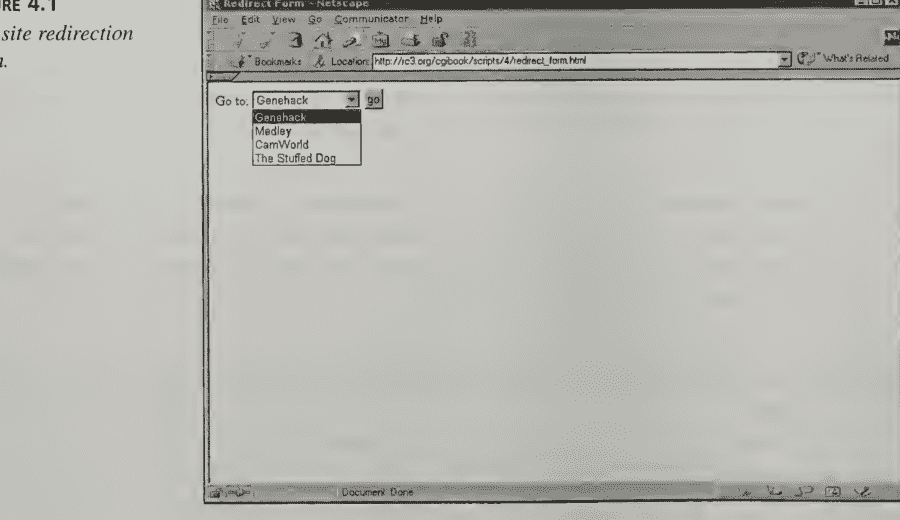 URE 4.1
site redirection
Redirect Form - Netscape
File Edit View Go Communicator Help
Bookmarks Location: http://rc3.org/cgibook/scripts/4/redirect_form.html What's Related
Go to: Genehack go
Genehack
Medley
CamWorld
The Stuffed Dog
Document: Done